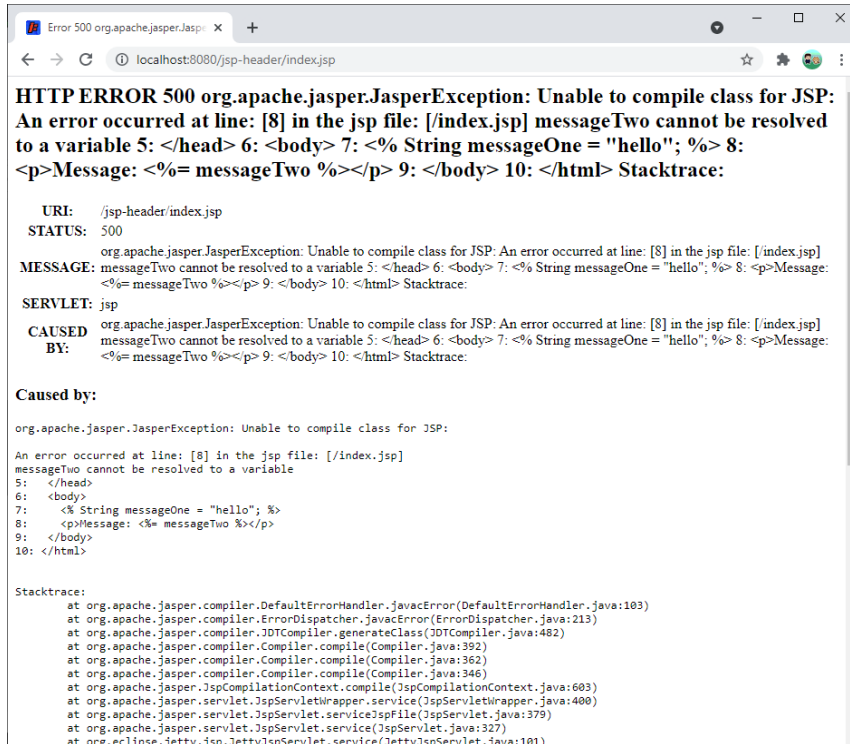 Error 500 org.apache.jasper.Jaspe
localhost:8080/jsp-header/index.jsp
HTTP ERROR 500 org.apache.jasper.JasperException: Unable to compile class for JSP:
An error occurred at line: [8] in the jsp file: [/index.jsp] messageTwo cannot be resolved
to a variable 5: </head> 6: <body> 7: <% String messageOne = "hello"; %> 8:
<p>Message: <%= messageTwo %></p> 9: </body> 10: </html> Stacktrace:
URI: /jsp-header/index.jsp
STATUS: 500
MESSAGE: org.apache.jasper.JasperException: Unable to compile class for JSP: An error occurred at line: [8] in the jsp file: [/index.jsp]
messageTwo cannot be resolved to a variable 5: </head> 6: <body> 7: <% String messageOne = "hello"; %> 8: <p>Message:
<%= messageTwo %></p> 9: </body> 10: </html> Stacktrace:
SERVLET: jsp
CAUSED BY: org.apache.jasper.JasperException: Unable to compile class for JSP: An error occurred at line: [8] in the jsp file: [/index.jsp]
messageTwo cannot be resolved to a variable 5: </head> 6: <body> 7: <% String messageOne = "hello"; %> 8: <p>Message:
<%= messageTwo %></p> 9: </body> 10: </html> Stacktrace:
Caused by:
org.apache.jasper.JasperException: Unable to compile class for JSP:
An error occurred at line: [8] in the jsp file: [/index.jsp]
messageTwo cannot be resolved to a variable
5:   </head>
6:   <body>
7:     <% String messageOne = "hello"; %>
8:     <p>Message: <%= messageTwo %></p>
9:   </body>
10: </html>
Stacktrace:
at org.apache.jasper.compiler.DefaultErrorHandler.javacError(DefaultErrorHandler.java:103)
at org.apache.jasper.compiler.ErrorDispatcher.javacError(ErrorDispatcher.java:213)
at org.apache.jasper.compiler.JDTCompiler.generateClass(JDTCompiler.java:482)
at org.apache.jasper.compiler.Compiler.compile(Compiler.java:392)
at org.apache.jasper.compiler.Compiler.compile(Compiler.java:362)
at org.apache.jasper.compiler.Compiler.compile(Compiler.java:346)
at org.apache.jasper.JspCompilationContext.compile(JspCompilationContext.java:603)
at org.apache.jasper.servlet.JspServletWrapper.service(JspServletWrapper.java:400)
at org.apache.jasper.servlet.JspServlet.serviceJspFile(JspServlet.java:379)
at org.apache.jasper.servlet.JspServlet.service(JspServlet.java:327)
at org.eclipse.jetty.jsp.JettyJspServlet.service(JettyJspServlet.java:101)